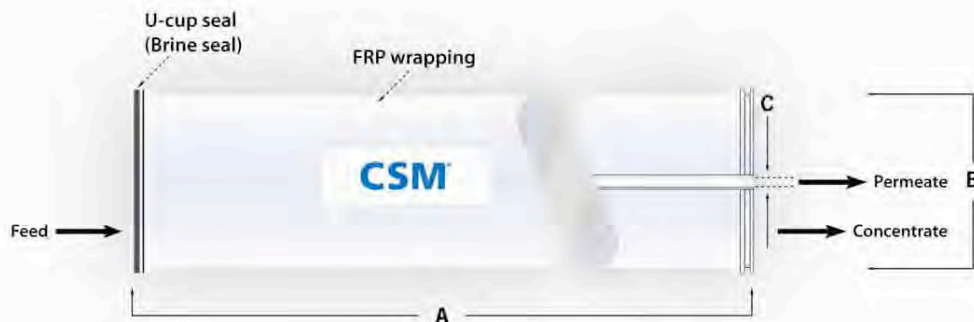 U-cup seal
(Brine seal)
FRP wrapping
C
CSM
Permeate
B
Feed
Concentrate
A